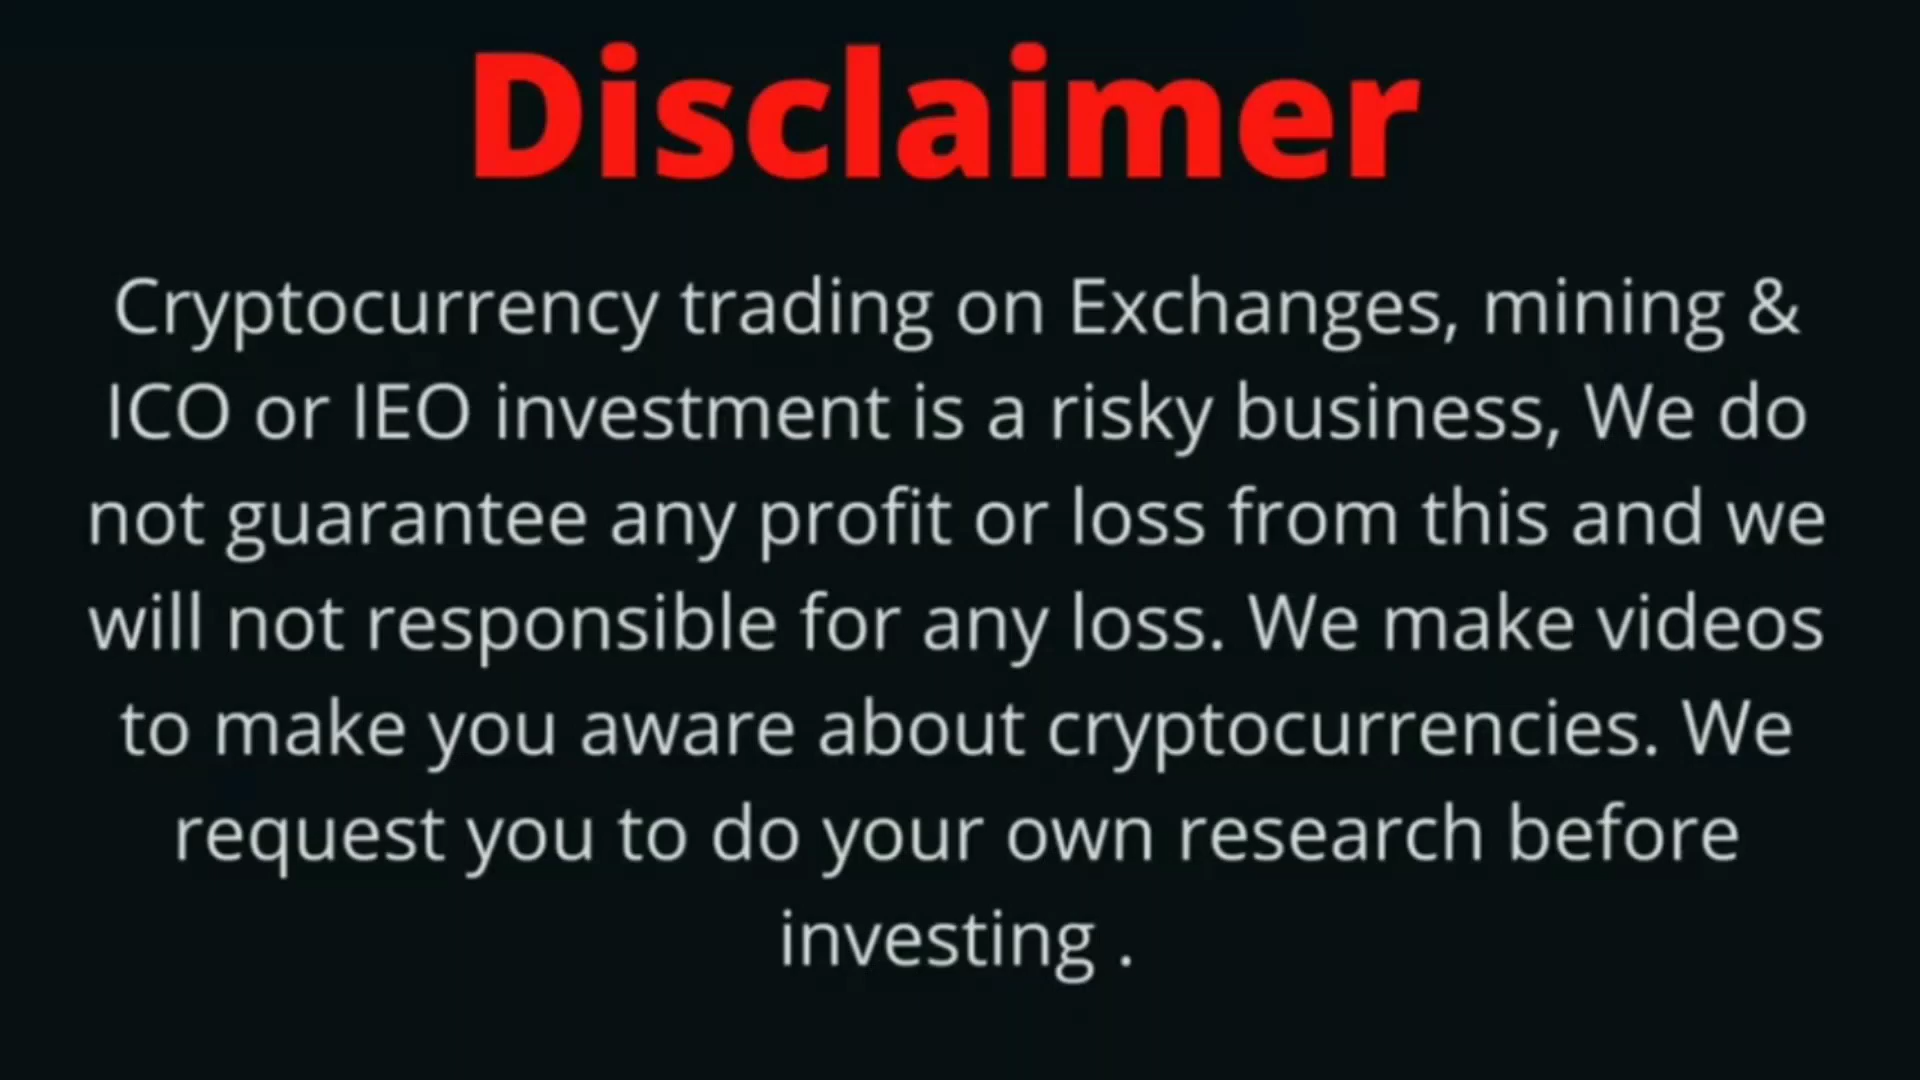 Disclaimer
Cryptocurrency trading on Exchanges, mining &
ICO or IEO investment is a risky business, We do
not guarantee any profit or loss from this and we
will not responsible for any loss. We make videos
to make you aware about cryptocurrencies. We
request you to do your own research before
investing .